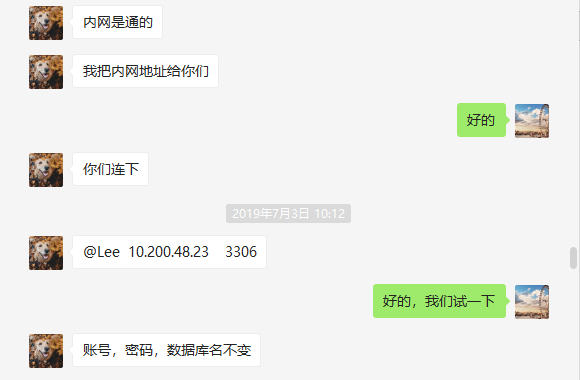 内网是通的
我把内网地址给你们
好的
你们连下
2019年7月3日 10:12
@Lee 10.200.48.23 3306
好的，我们试一下
账号，密码，数据库名不变